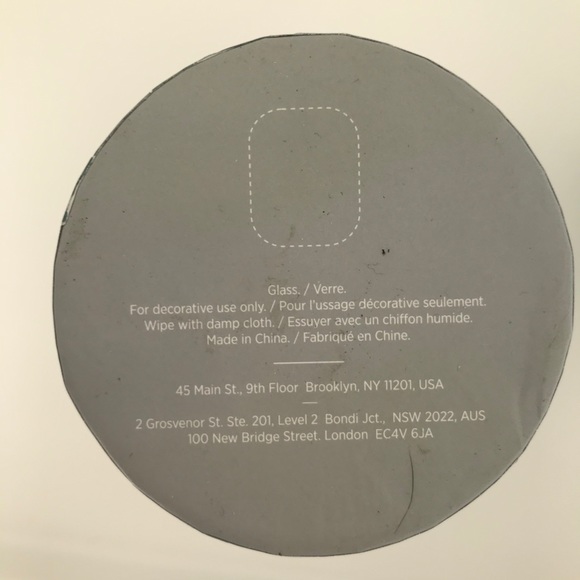 Glass. / Verre.
For decorative use only. / Pour l'ussage décorative seulement.
Wipe with damp cloth. / Essuyer avec un chiffon humide.
Made in China. / Fabriqué en Chine.
45 Main St., 9th Floor Brooklyn, NY 11201, USA
2 Grosvenor St. Ste. 201, Level 2 Bondi Jct., NSW 2022, AUS
100 New Bridge Street. London EC4V 6JA